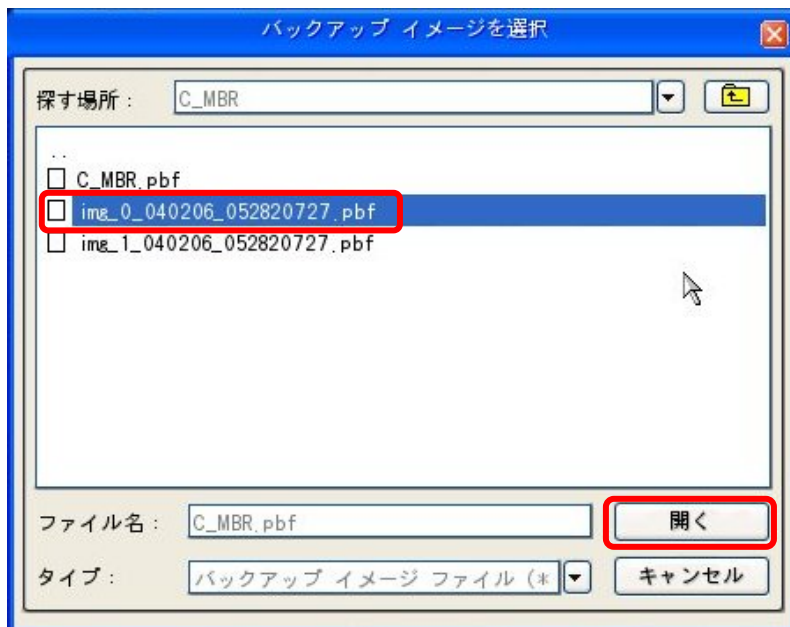 バックアップ イメージを選択
探す場所： C_MBR
..
C_MBR.pbf
img_0_040206_052820727.pbf
img_1_040206_052820727.pbf
ファイル名： C_MBR.pbf 開く
タイプ： バックアップ イメージ ファイル (* キャンセル